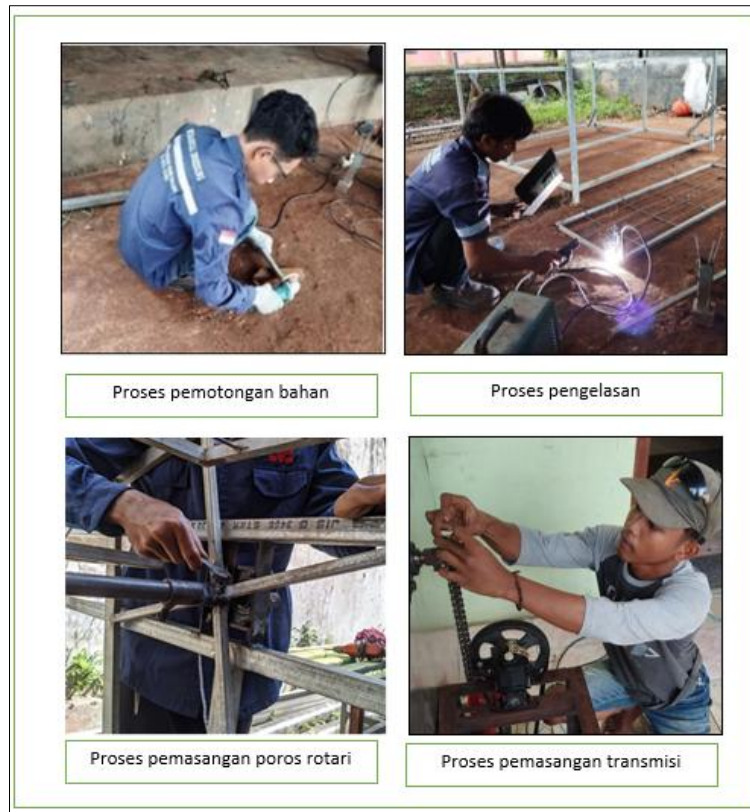 Proses pemotongan bahan
Proses pengelasan
Proses pemasangan poros rotari
Proses pemasangan transmisi